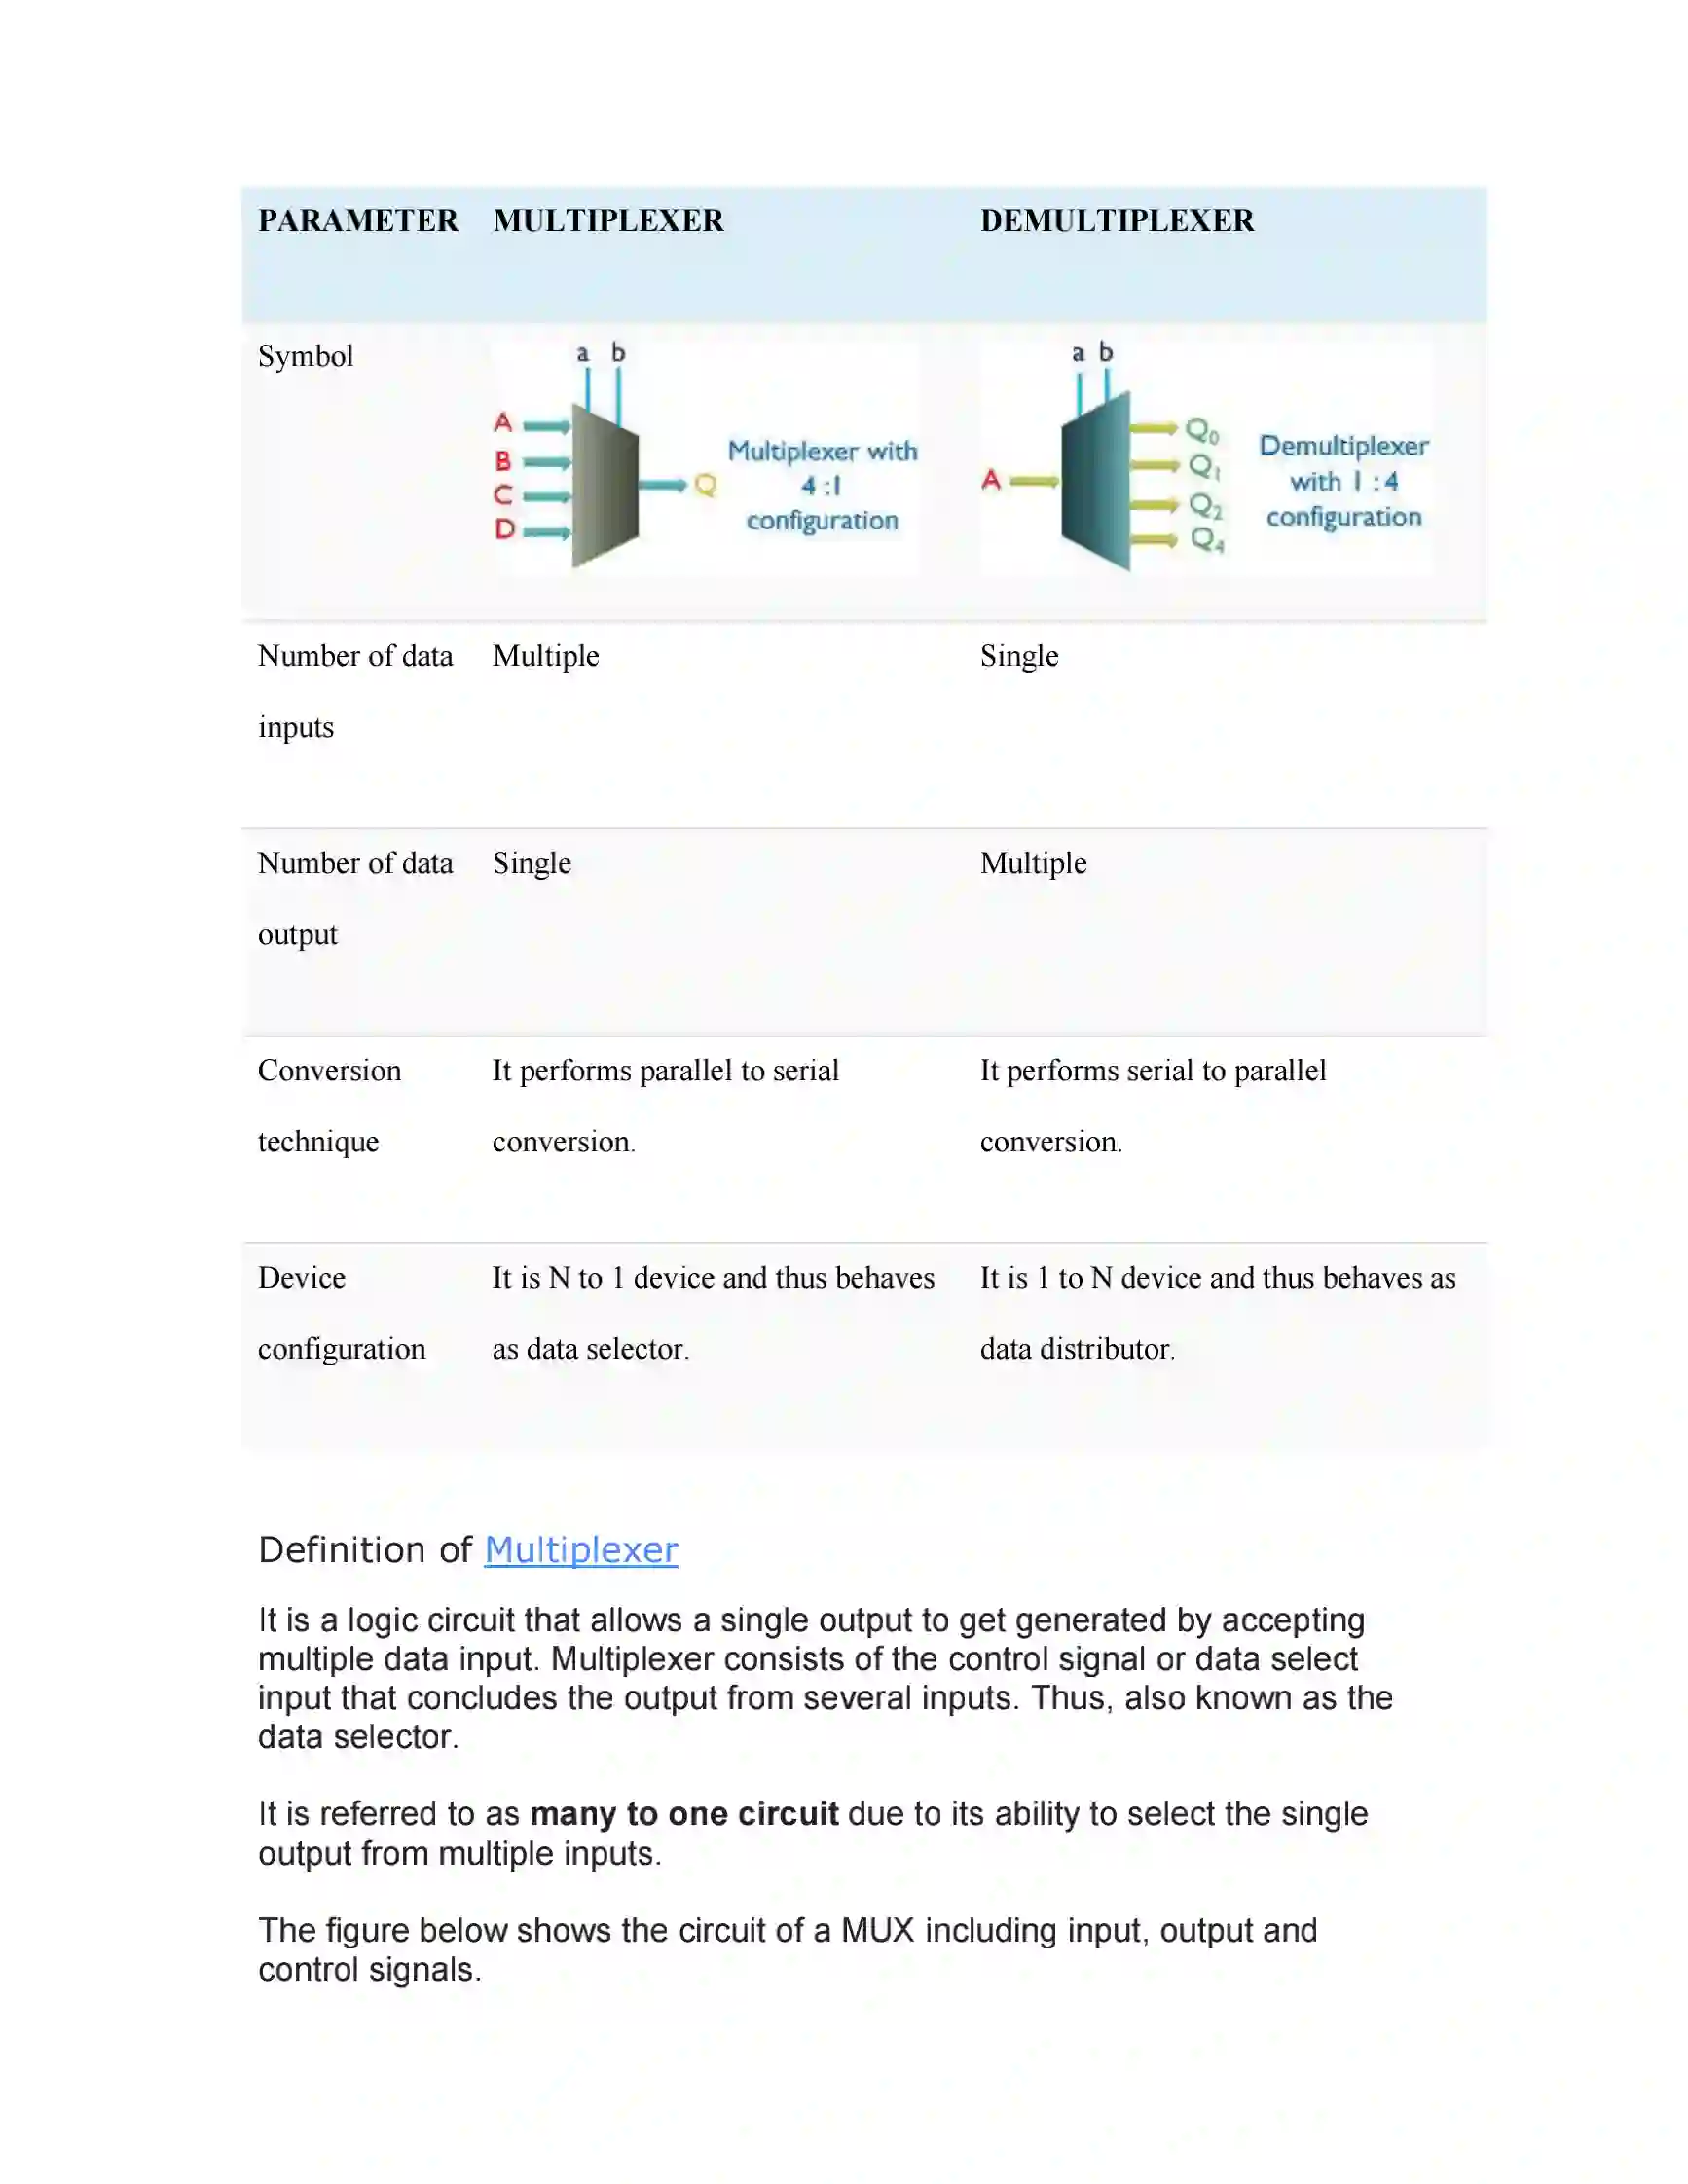 PARAMETER MULTIPLEXER DEMULTIPLEXER
Symbol
a b
A
B
C
D
Q
Multiplexer with
4 :1
configuration
a b
A
Q0
Q1
Q2
Q4
Demultiplexer
with 1 : 4
configuration
Number of data Multiple Single
inputs
Number of data Single Multiple
output
Conversion It performs parallel to serial It performs serial to parallel
technique conversion. conversion.
Device It is N to 1 device and thus behaves It is 1 to N device and thus behaves as
configuration as data selector. data distributor.
Definition of Multiplexer
It is a logic circuit that allows a single output to get generated by accepting
multiple data input. Multiplexer consists of the control signal or data select
input that concludes the output from several inputs. Thus, also known as the
data selector.
It is referred to as many to one circuit due to its ability to select the single
output from multiple inputs.
The figure below shows the circuit of a MUX including input, output and
control signals.